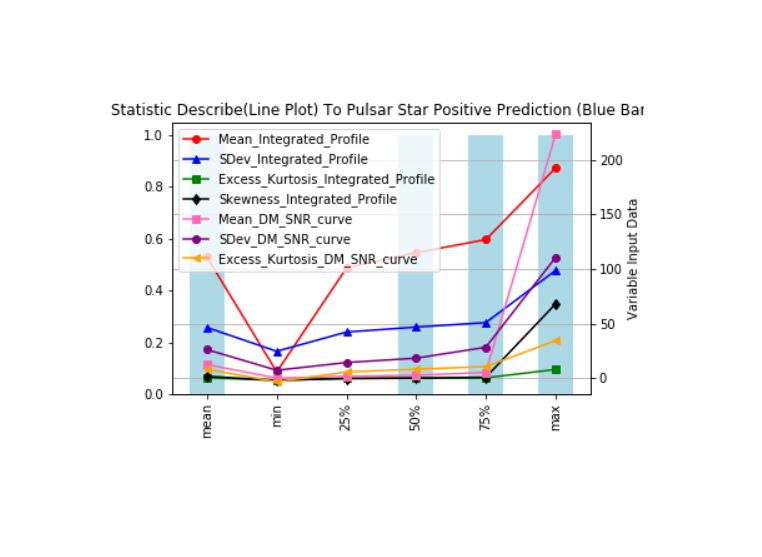 Statistic Describe(Line Plot) To Pulsar Star Positive Prediction (Blue Bar
1.0
0.8
0.6
0.4
0.2
0.0
Mean_Integrated_Profile
SDev_Integrated_Profile
Excess_Kurtosis_Integrated_Profile
Skewness_Integrated_Profile
Mean_DM_SNR_curve
SDev_DM_SNR_curve
Excess_Kurtosis_DM_SNR_curve
200
150
100
50
0
Variable Input Data
mean
min
25%
50%
75%
max